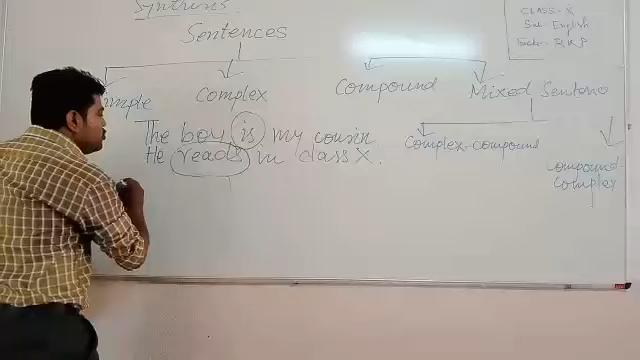 Synthesis.
CLASS-X
Sub: English
Teacher- B.K.P
Sentences
Simple
Complex
Compound
Mixed Sentence
The boy is my cousin
He reads in class X.
Complex-compound
compound
complex